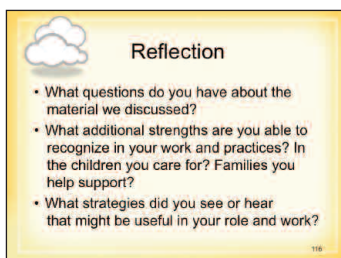 Reflection
• What questions do you have about the
material we discussed?
• What additional strengths are you able to
recognize in your work and practices? In
the children you care for? Families you
help support?
• What strategies did you see or hear
that might be useful in your role and work?
116